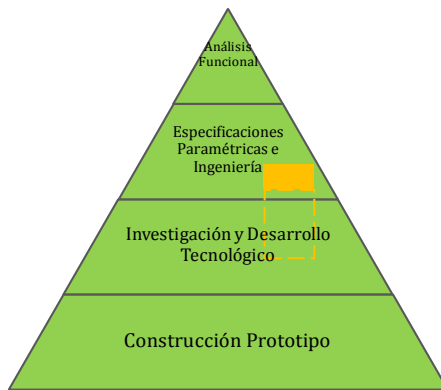 Análisis
Funcional
Especificaciones
Paramétricas e
Ingeniería
Investigación y Desarrollo
Tecnológico
Construcción Prototipo